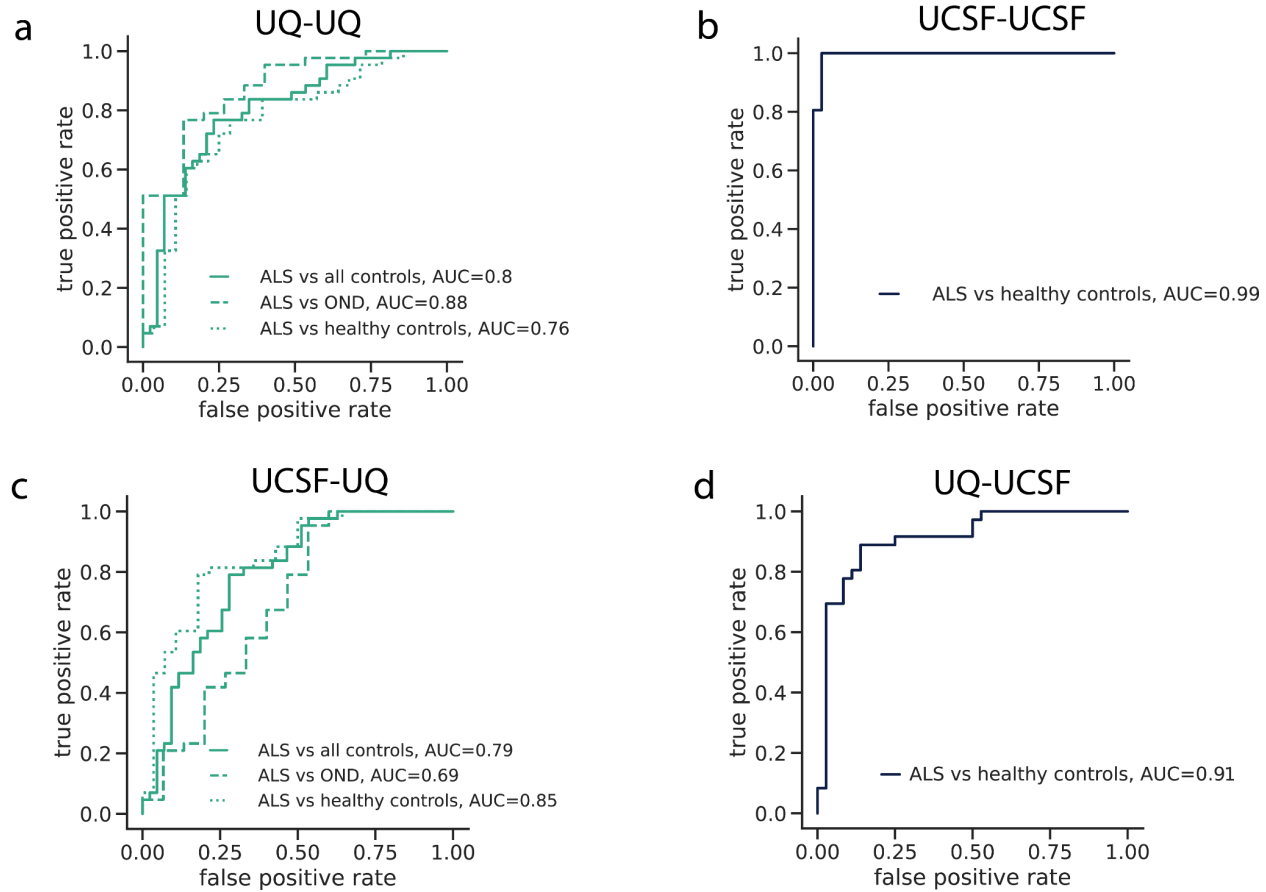 a
UQ-UQ
1.0
0.8
0.6
0.4
0.2
0.0
true positive rate
ALS vs all controls, AUC=0.8
ALS vs OND, AUC=0.88
ALS vs healthy controls, AUC=0.76
0.00 0.25 0.50 0.75 1.00
false positive rate
b
UCSF-UCSF
1.0
0.8
0.6
0.4
0.2
0.0
true positive rate
ALS vs healthy controls, AUC=0.99
0.00 0.25 0.50 0.75 1.00
false positive rate
c
UCSF-UQ
1.0
0.8
0.6
0.4
0.2
0.0
true positive rate
ALS vs all controls, AUC=0.79
ALS vs OND, AUC=0.69
ALS vs healthy controls, AUC=0.85
0.00 0.25 0.50 0.75 1.00
false positive rate
d
UQ-UCSF
1.0
0.8
0.6
0.4
0.2
0.0
true positive rate
ALS vs healthy controls, AUC=0.91
0.00 0.25 0.50 0.75 1.00
false positive rate